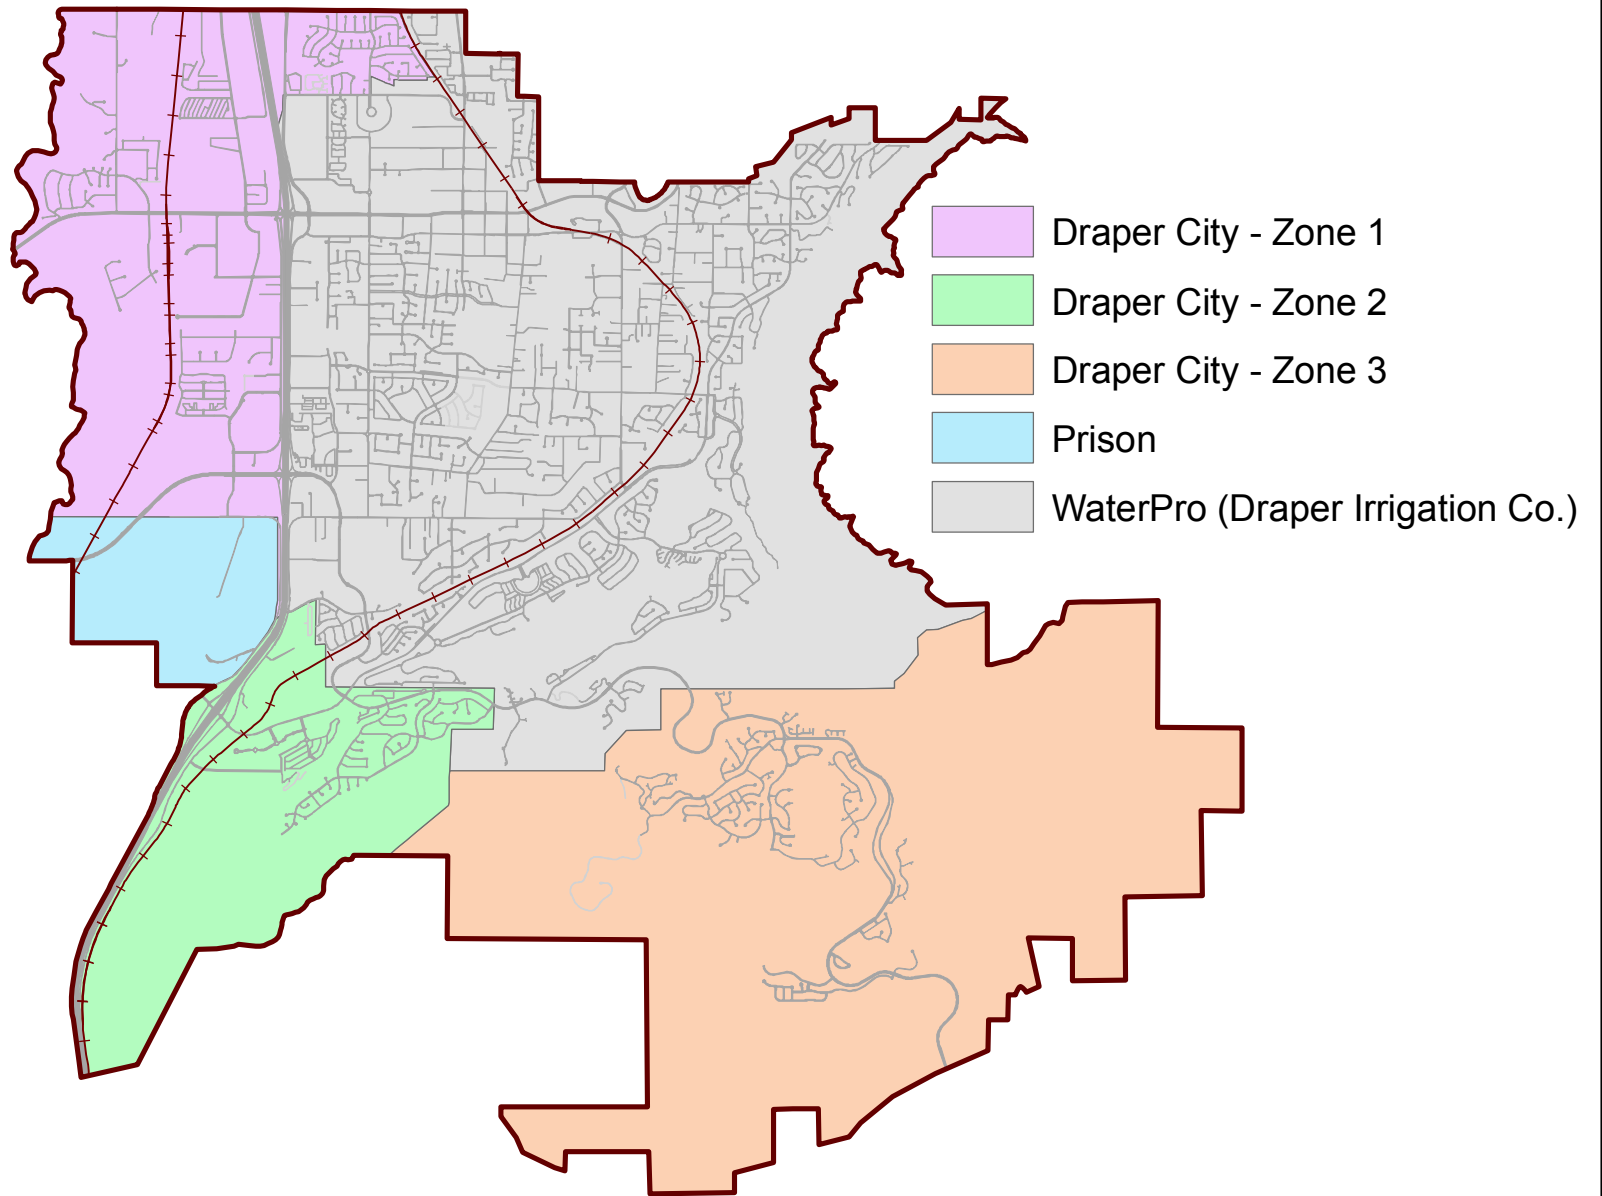 Draper City - Zone 1
Draper City - Zone 2
Draper City - Zone 3
Prison
WaterPro (Draper Irrigation Co.)